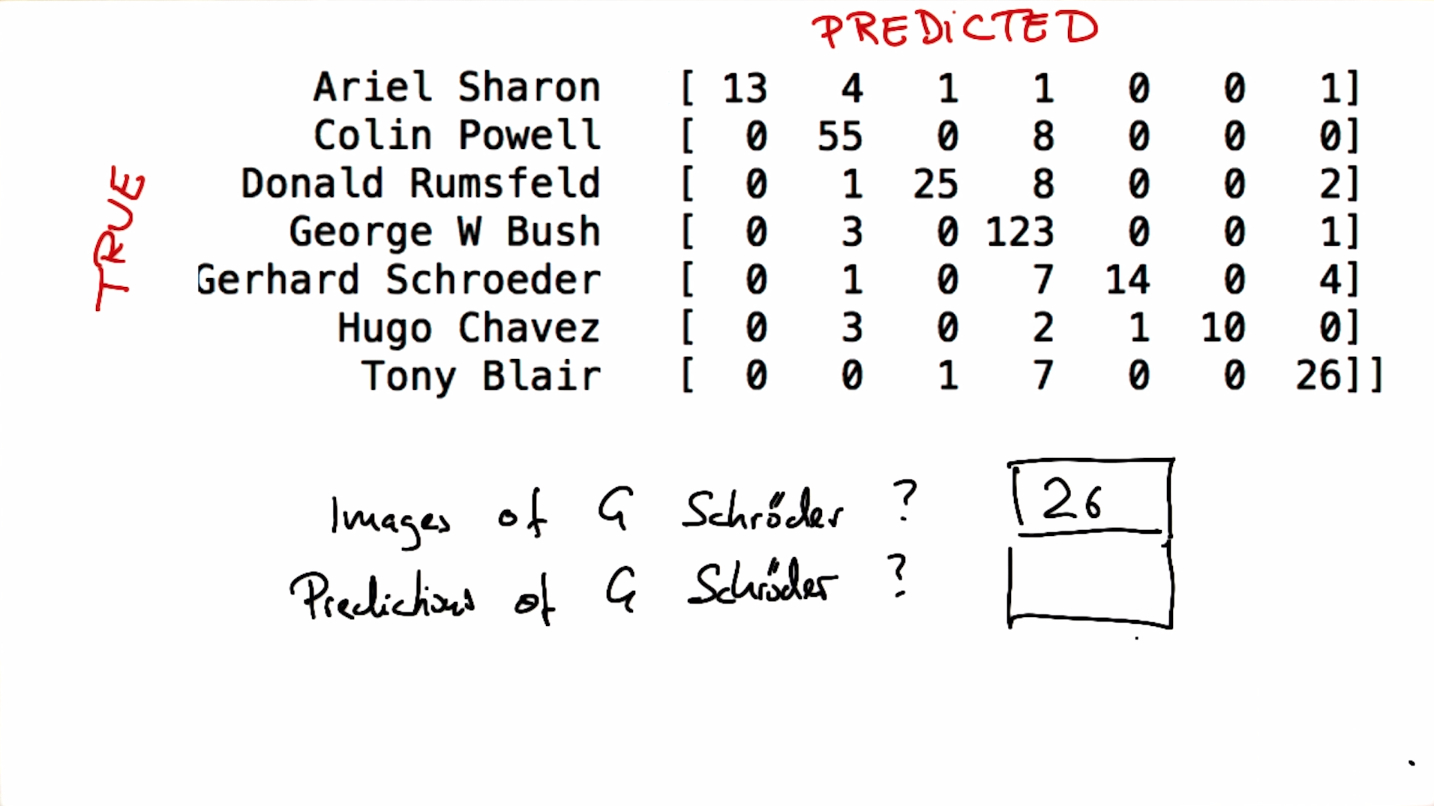 PREDICTED
Ariel Sharon [ 13 4 1 1 0 0 1]
Colin Powell [ 0 55 0 8 0 0 0]
Donald Rumsfeld [ 0 1 25 8 0 0 2]
George W Bush [ 0 3 0 123 0 0 1]
Gerhard Schroeder [ 0 1 0 7 14 0 4]
Hugo Chavez [ 0 3 0 2 1 10 0]
Tony Blair [ 0 0 1 7 0 0 26]]
TRUE
Images of G Schröder ? 26
Predictions of G Schröder ?